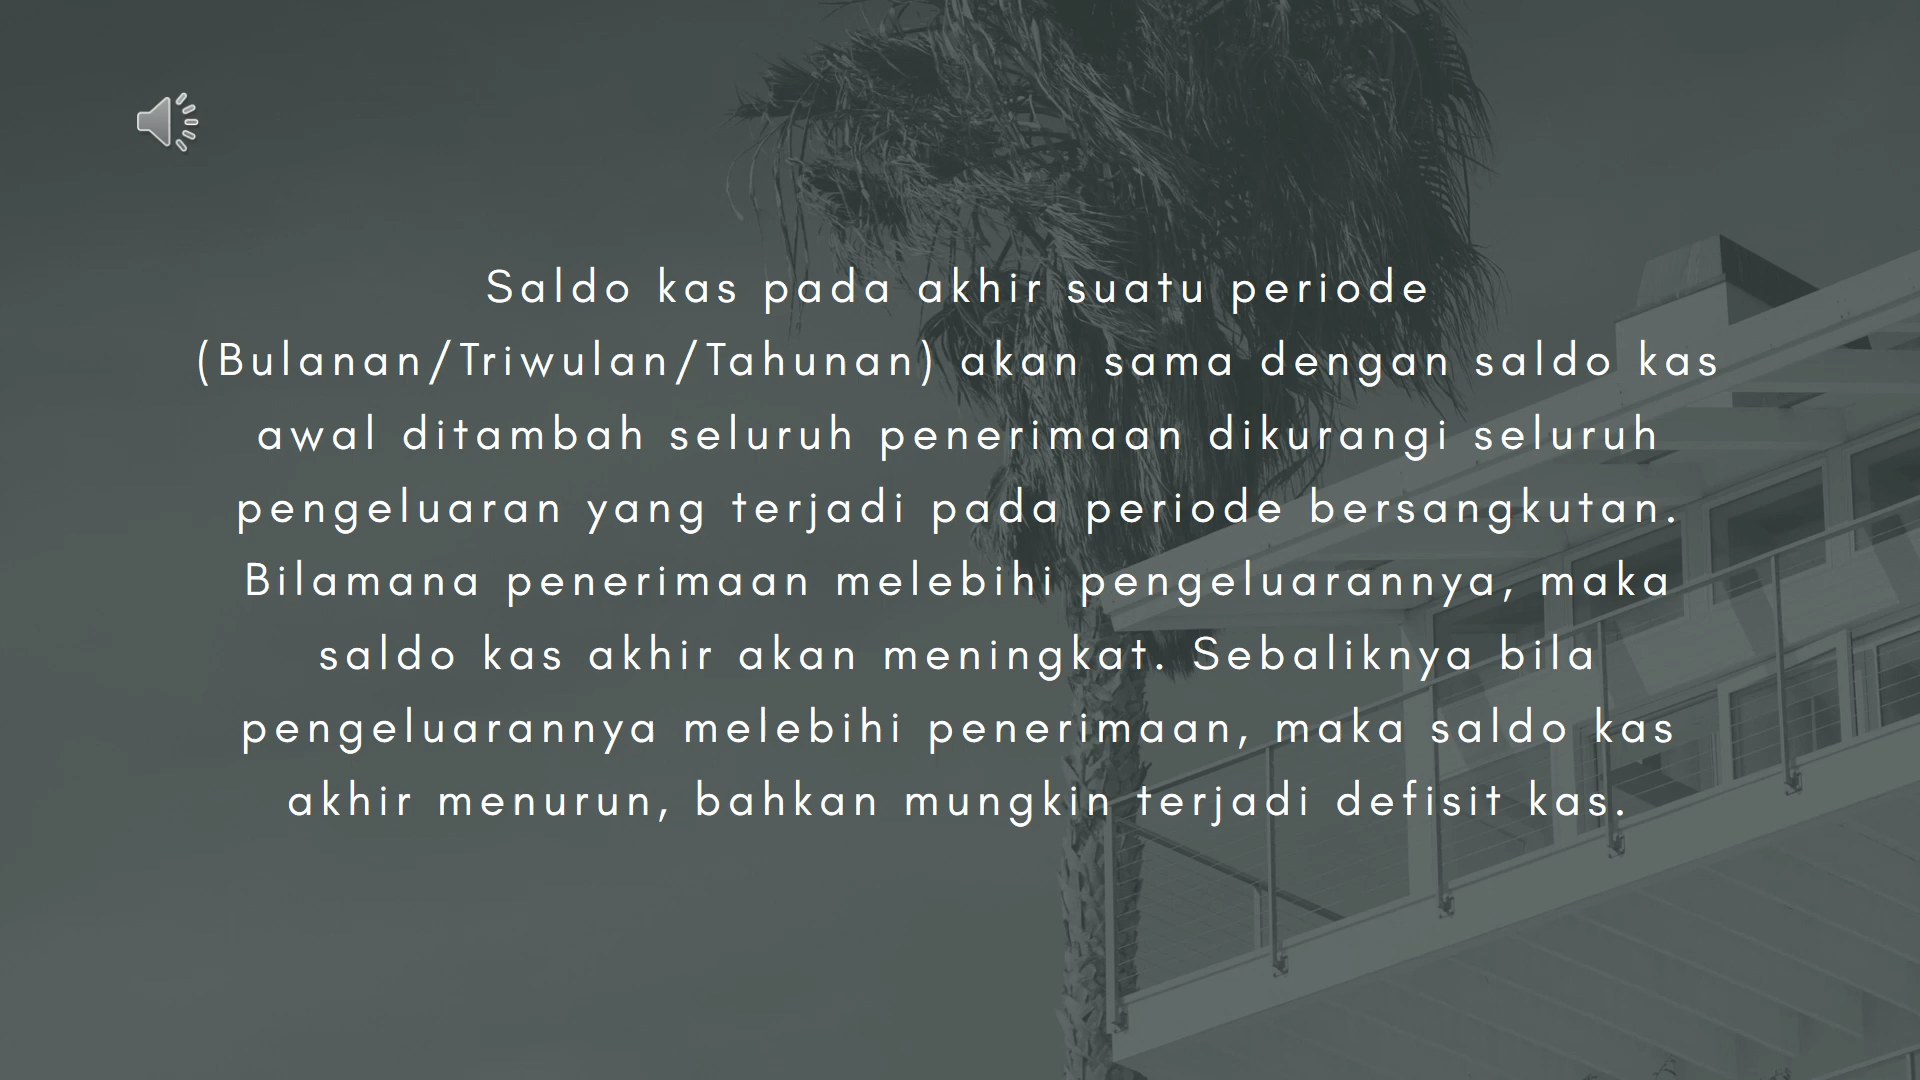 Saldo kas pada akhir suatu periode
(Bulanan/Triwulan/Tahunan) akan sama dengan saldo kas
awal ditambah seluruh penerimaan dikurangi seluruh
pengeluaran yang terjadi pada periode bersangkutan.
Bilamana penerimaan melebihi pengeluarannya, maka
saldo kas akhir akan meningkat. Sebaliknya bila
pengeluarannya melebihi penerimaan, maka saldo kas
akhir menurun, bahkan mungkin terjadi defisit kas.